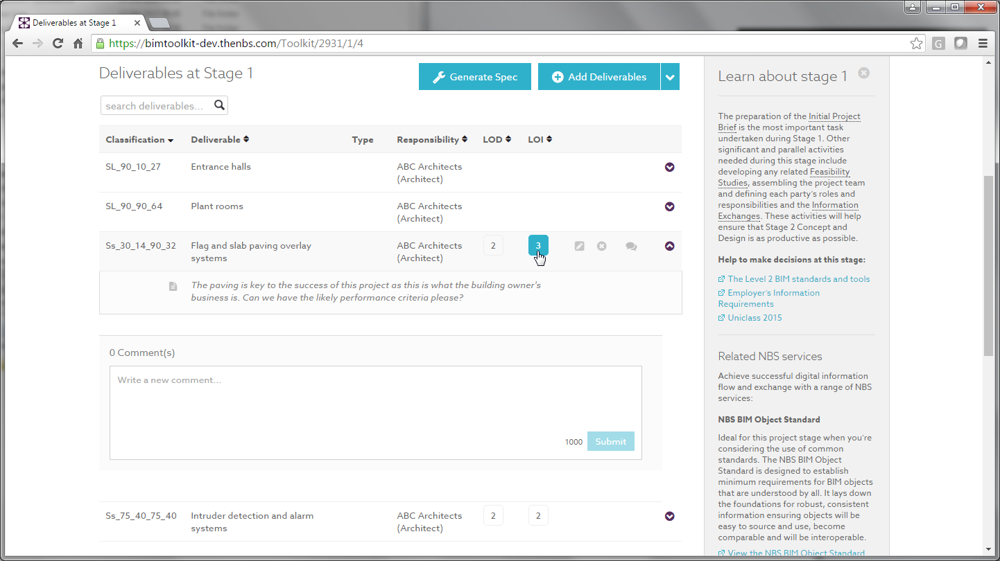 Deliverables at Stage 1
https://bimtoolkit-dev.thenbs.com/Toolkit/2931/1/4
G
Deliverables at Stage 1
Generate Spec
Add Deliverables
search deliverables...
Classification
Deliverable
Type
Responsibility
LOD
LOI
SL_90_10_27
Entrance halls
ABC Architects
(Architect)
SL_90_90_64
Plant rooms
ABC Architects
(Architect)
Ss_30_14_90_32
Flag and slab paving overlay
systems
ABC Architects
(Architect)
2
3
The paving is key to the success of this project as this is what the building owner's
business is. Can we have the likely performance criteria please?
0 Comment(s)
Write a new comment...
1000
Submit
Ss_75_40_75_40
Intruder detection and alarm
systems
ABC Architects
(Architect)
2
2
Learn about stage 1
The preparation of the Initial Project
Brief is the most important task
undertaken during Stage 1. Other
significant and parallel activities
needed during this stage include
developing any related Feasibility
Studies, assembling the project team
and defining each party's roles and
responsibilities and the Information
Exchanges. These activities will help
ensure that Stage 2 Concept and
Design is as productive as possible.
Help to make decisions at this stage:
The Level 2 BIM standards and tools
Employer's Information
Requirements
Uniclass 2015
Related NBS services
Achieve successful digital information
flow and exchange with a range of NBS
services:
NBS BIM Object Standard
Ideal for this project stage when you're
considering the use of common
standards. The NBS BIM Object
Standard is designed to establish
minimum requirements for BIM objects
that are understood by all. It lays down
the foundations for robust, consistent
information ensuring objects will be
easy to source and use, become
comparable and will be interoperable.
View the NBS BIM Object Standard